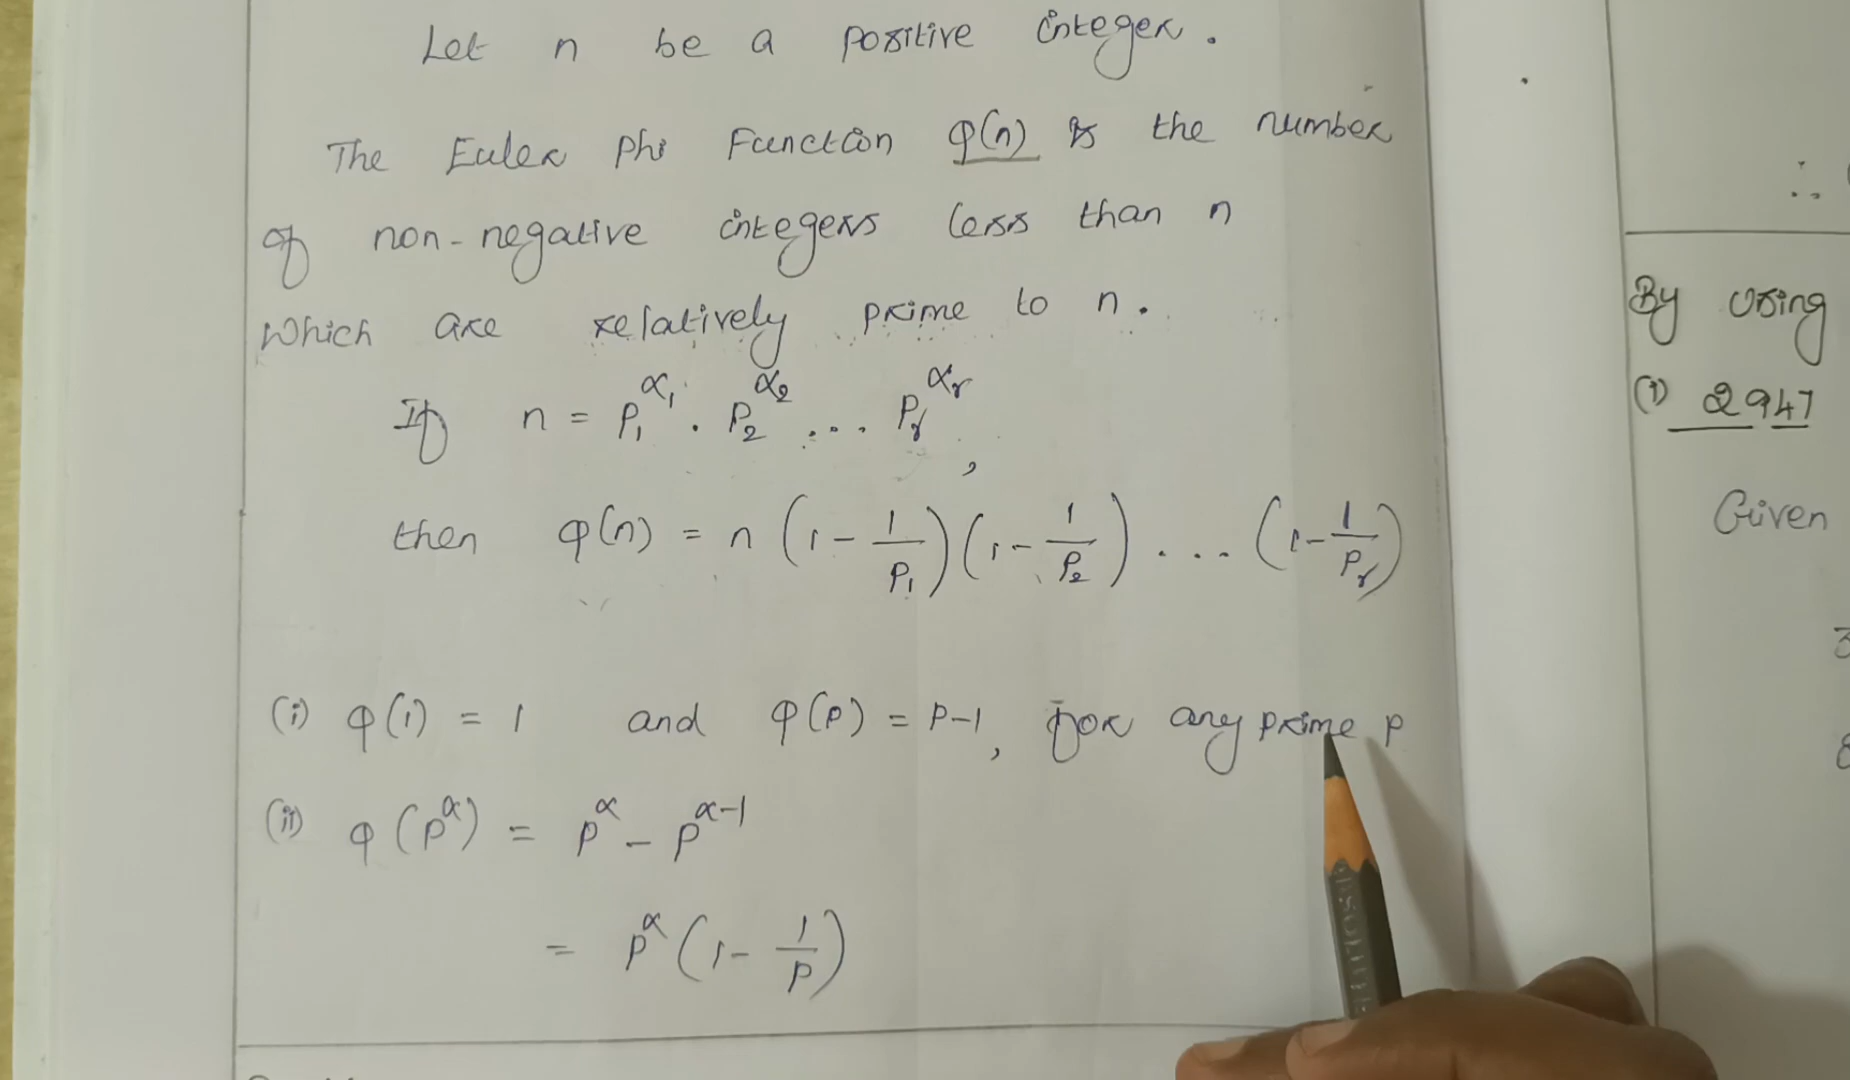 Let n be a positive integer.
The Euler phi Function φ(n) is the number
of non-negative integers less than n
which are relatively prime to n.
If n = p₁^α₁ . p₂^α₂ .... pᵣ^αᵣ,
then φ(n) = n (1 - 1/p₁) (1 - 1/p₂) .... (1 - 1/pᵣ)
(i) φ(1) = 1 and φ(p) = p-1, for any prime p
(ii) φ(p^α) = p^α - p^(α-1)
= p^α (1 - 1/p)
∴
By Using
(i) 2947
Given